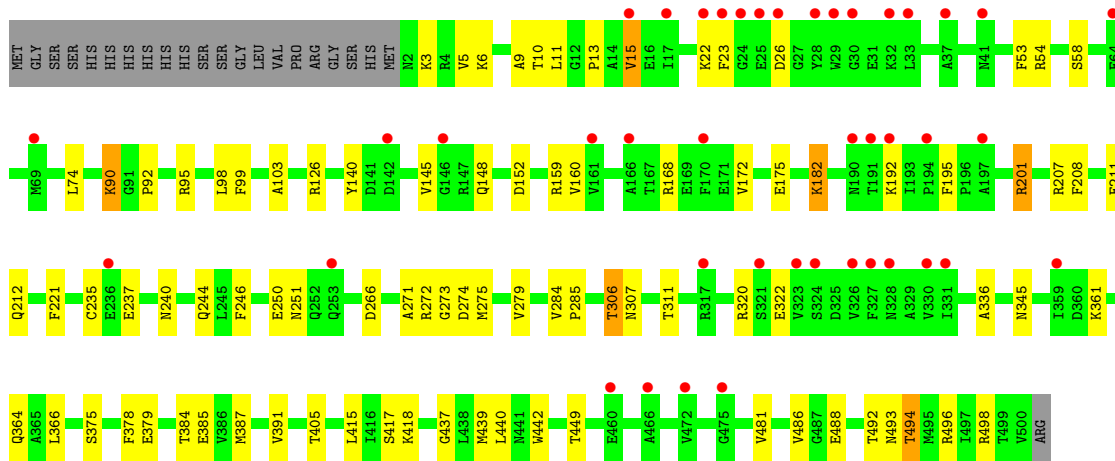 MET GLY SER SER HIS HIS HIS HIS HIS HIS SER SER GLY LEU VAL PRO ARG GLY SER HIS MET N2 K3 R4 V5 K6 A9 T10 L11 G12 P13 A14 V15 E16 I17 K22 F23 G24 E25 D26 G27 Y28 W29 G30 E31 K32 L33 A37 N41 F53 R54 S58
M69 L74 K90 G91 P92 R95 L98 F99 A103 R126 Y140 D141 D142 V145 G146 R147 Q148 D152 R159 V160 V161 A166 T167 R168 E169 F170 E171 V172 E175 K182 N190 T191 K192 I193 P194 F195 P196 A197 R201 R207 F208
Q212 F221 C235 E236 E237 N240 Q244 L245 F246 E250 N251 Q252 Q253 D266 A271 R272 G273 D274 M275 V279 V284 P285 T306 N307 T311 R317 R320 S321 E322 V323 S324 D325 V326 F327 N328 A329 V330 I331 A336 N345 I359 D360 K361
Q364 A365 L366 S375 F378 E379 T384 E385 V386 M387 V391 T405 L415 I416 S417 K418 G437 L438 M439 L440 N441 W442 T449 E460 A466 V472 G475 V481 V486 G487 E488 T492 N493 T494 M495 R496 I497 R498 T499 V500 ARG